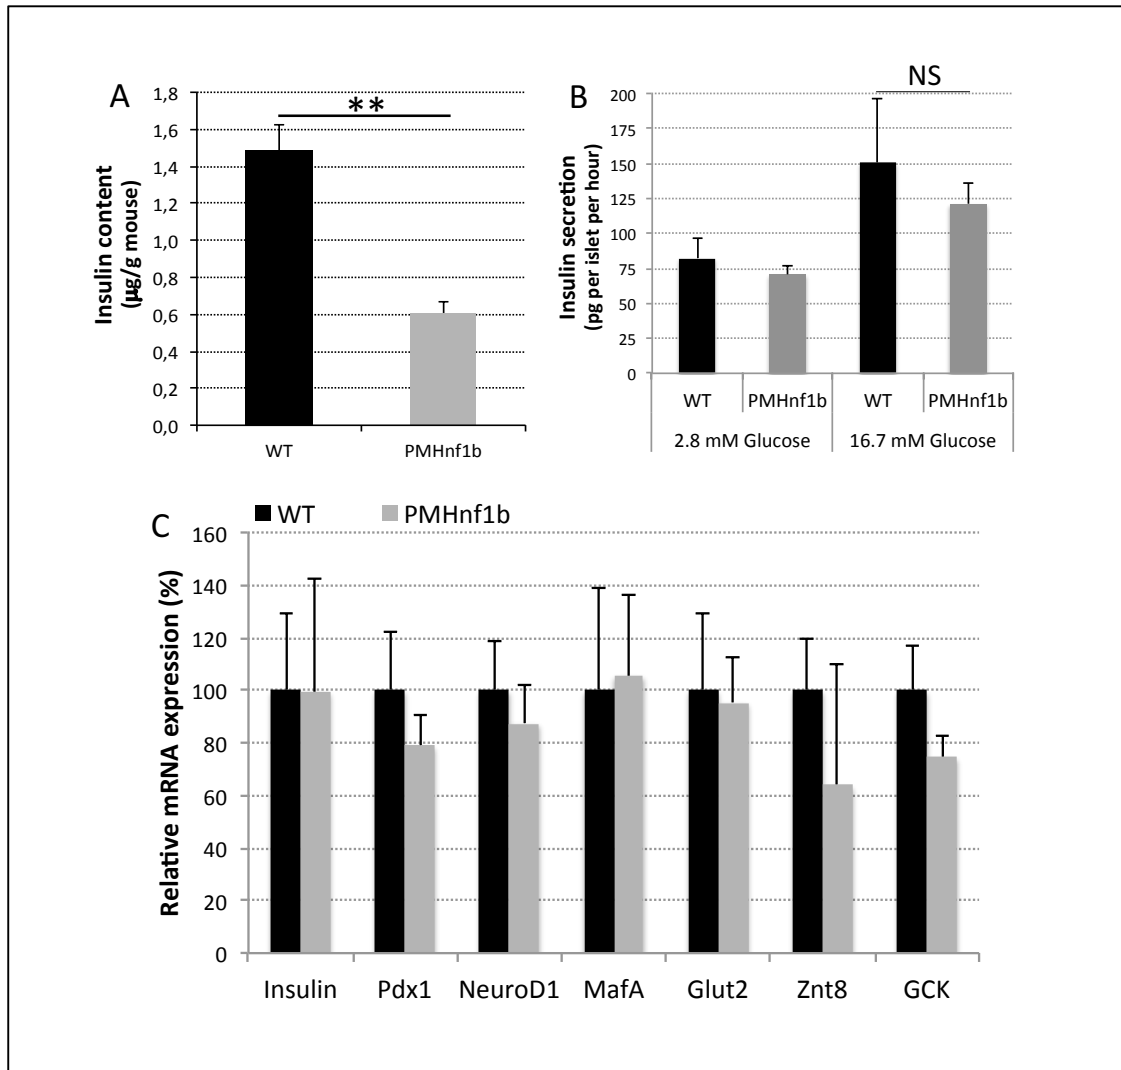 A
**
1,8
1,6
1,4
1,2
1,0
0,8
0,6
0,4
0,2
0,0
Insulin content
(µg/g mouse)
WT PMHnf1b
B
NS
200
175
150
125
100
75
50
25
0
Insulin secretion
(pg per islet per hour)
WT PMHnf1b WT PMHnf1b
2.8 mM Glucose 16.7 mM Glucose
C
WT PMHnf1b
160
140
120
100
80
60
40
20
0
Relative mRNA expression (%)
Insulin Pdx1 NeuroD1 MafA Glut2 Znt8 GCK